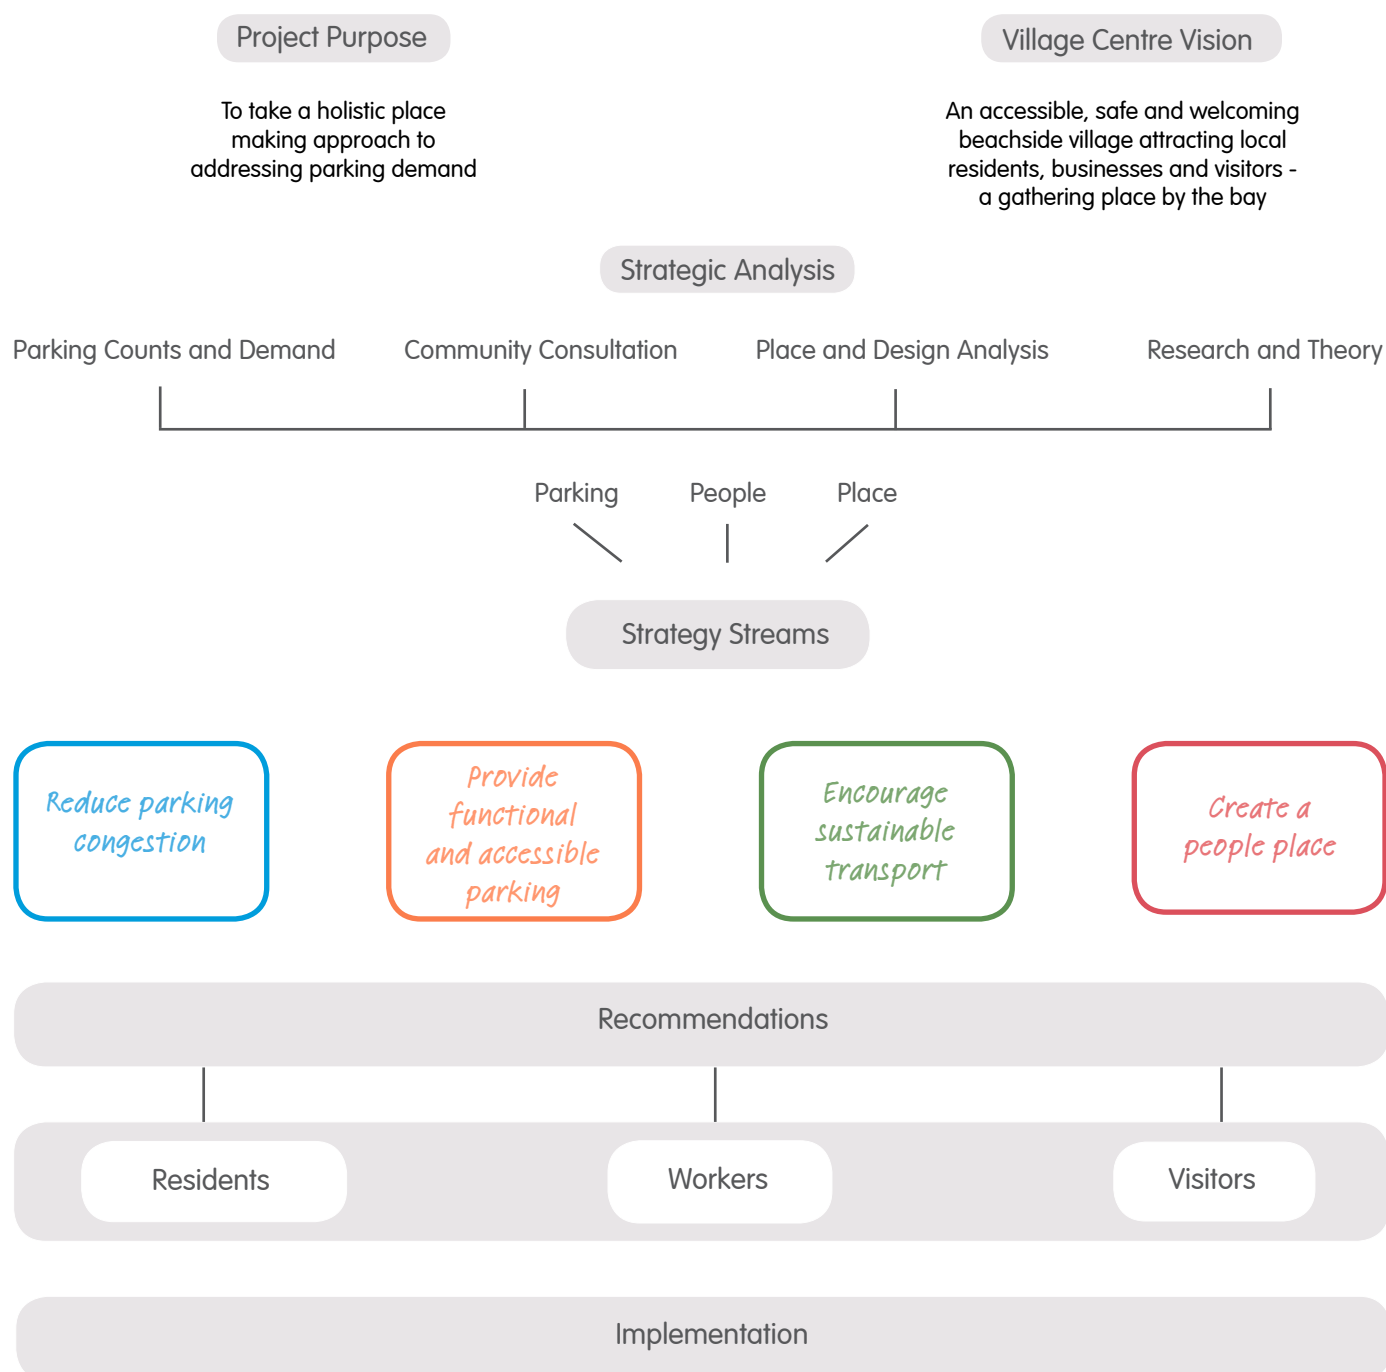 Project Purpose
Village Centre Vision
To take a holistic place
making approach to
addressing parking demand
An accessible, safe and welcoming
beachside village attracting local
residents, businesses and visitors -
a gathering place by the bay
Strategic Analysis
Parking Counts and Demand
Community Consultation
Place and Design Analysis
Research and Theory
Parking
People
Place
Strategy Streams
Reduce parking
congestion
Provide
functional
and accessible
parking
Encourage
sustainable
transport
Create a
people place
Recommendations
Residents
Workers
Visitors
Implementation